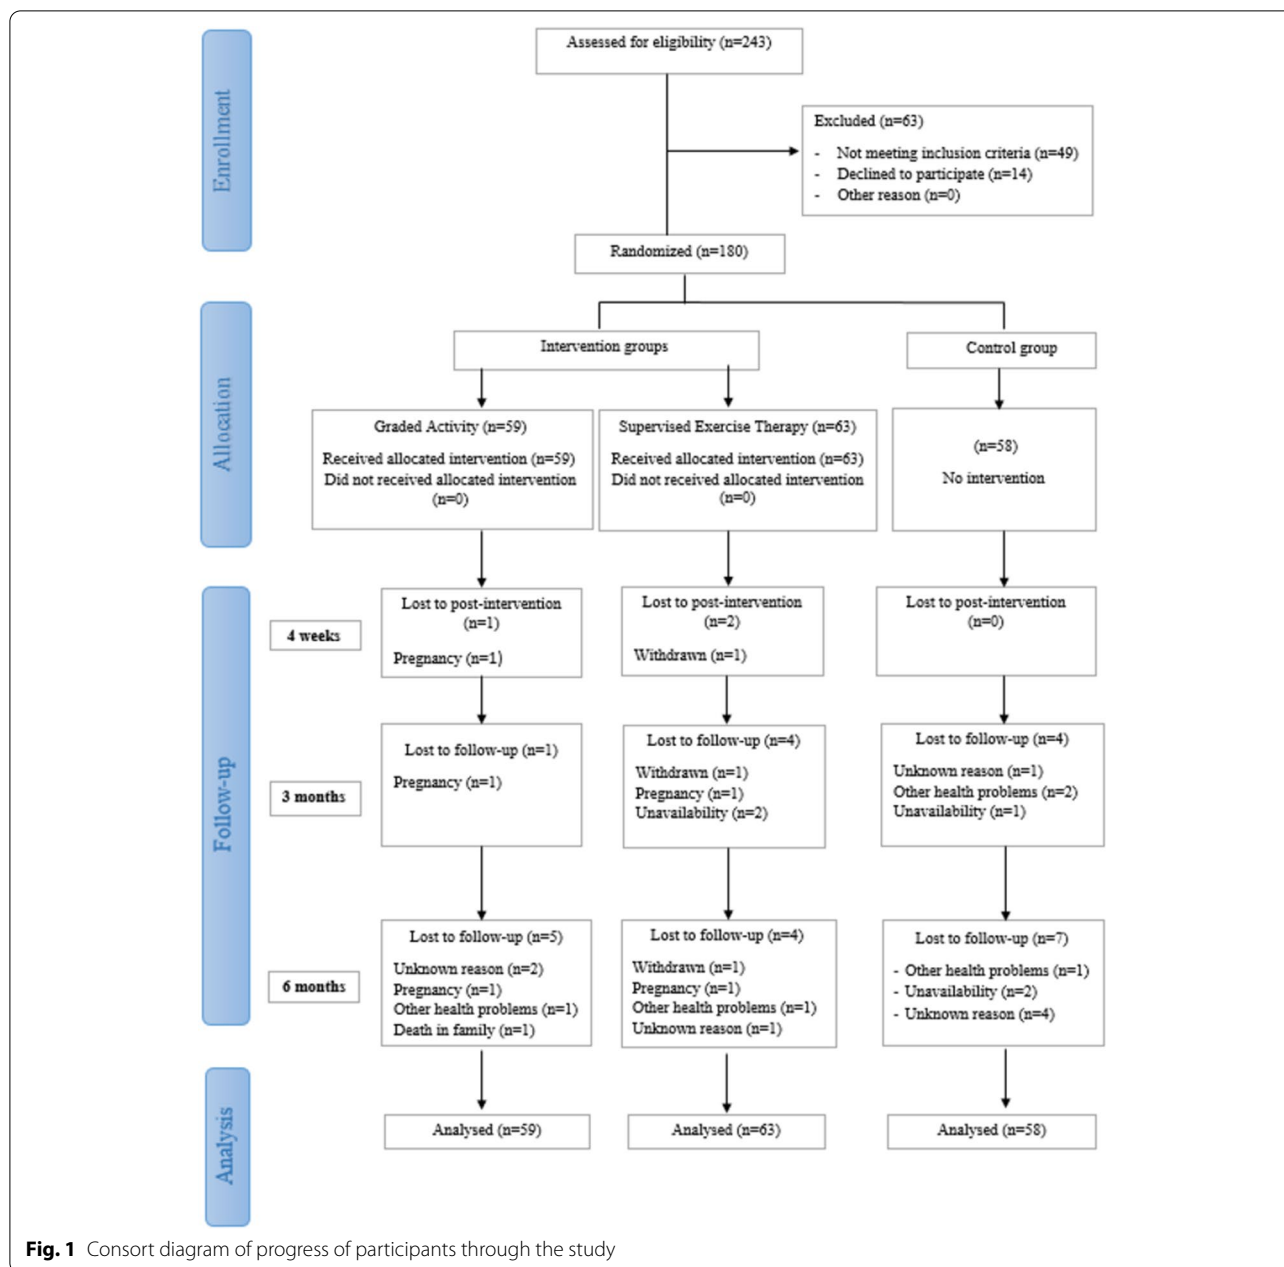 Enrollment
Assessed for eligibility (n=243)
Excluded (n=63)
- Not meeting inclusion criteria (n=49)
- Declined to participate (n=14)
- Other reason (n=0)
Randomized (n=180)
Allocation
Intervention groups
Control group
Graded Activity (n=59)
Received allocated intervention (n=59)
Did not received allocated intervention
(n=0)
Supervised Exercise Therapy (n=63)
Received allocated intervention (n=63)
Did not received allocated intervention
(n=0)
(n=58)
No intervention
Follow-up
4 weeks
Lost to post-intervention
(n=1)
Pregnancy (n=1)
Lost to post-intervention
(n=2)
Withdrawn (n=1)
Lost to post-intervention
(n=0)
3 months
Lost to follow-up (n=1)
Pregnancy (n=1)
Lost to follow-up (n=4)
Withdrawn (n=1)
Pregnancy (n=1)
Unavailability (n=2)
Lost to follow-up (n=4)
Unknown reason (n=1)
Other health problems (n=2)
Unavailability (n=1)
6 months
Lost to follow-up (n=5)
Unknown reason (n=2)
Pregnancy (n=1)
Other health problems (n=1)
Death in family (n=1)
Lost to follow-up (n=4)
Withdrawn (n=1)
Pregnancy (n=1)
Other health problems (n=1)
Unknown reason (n=1)
Lost to follow-up (n=7)
- Other health problems (n=1)
- Unavailability (n=2)
- Unknown reason (n=4)
Analysis
Analysed (n=59)
Analysed (n=63)
Analysed (n=58)
Fig. 1 Consort diagram of progress of participants through the study